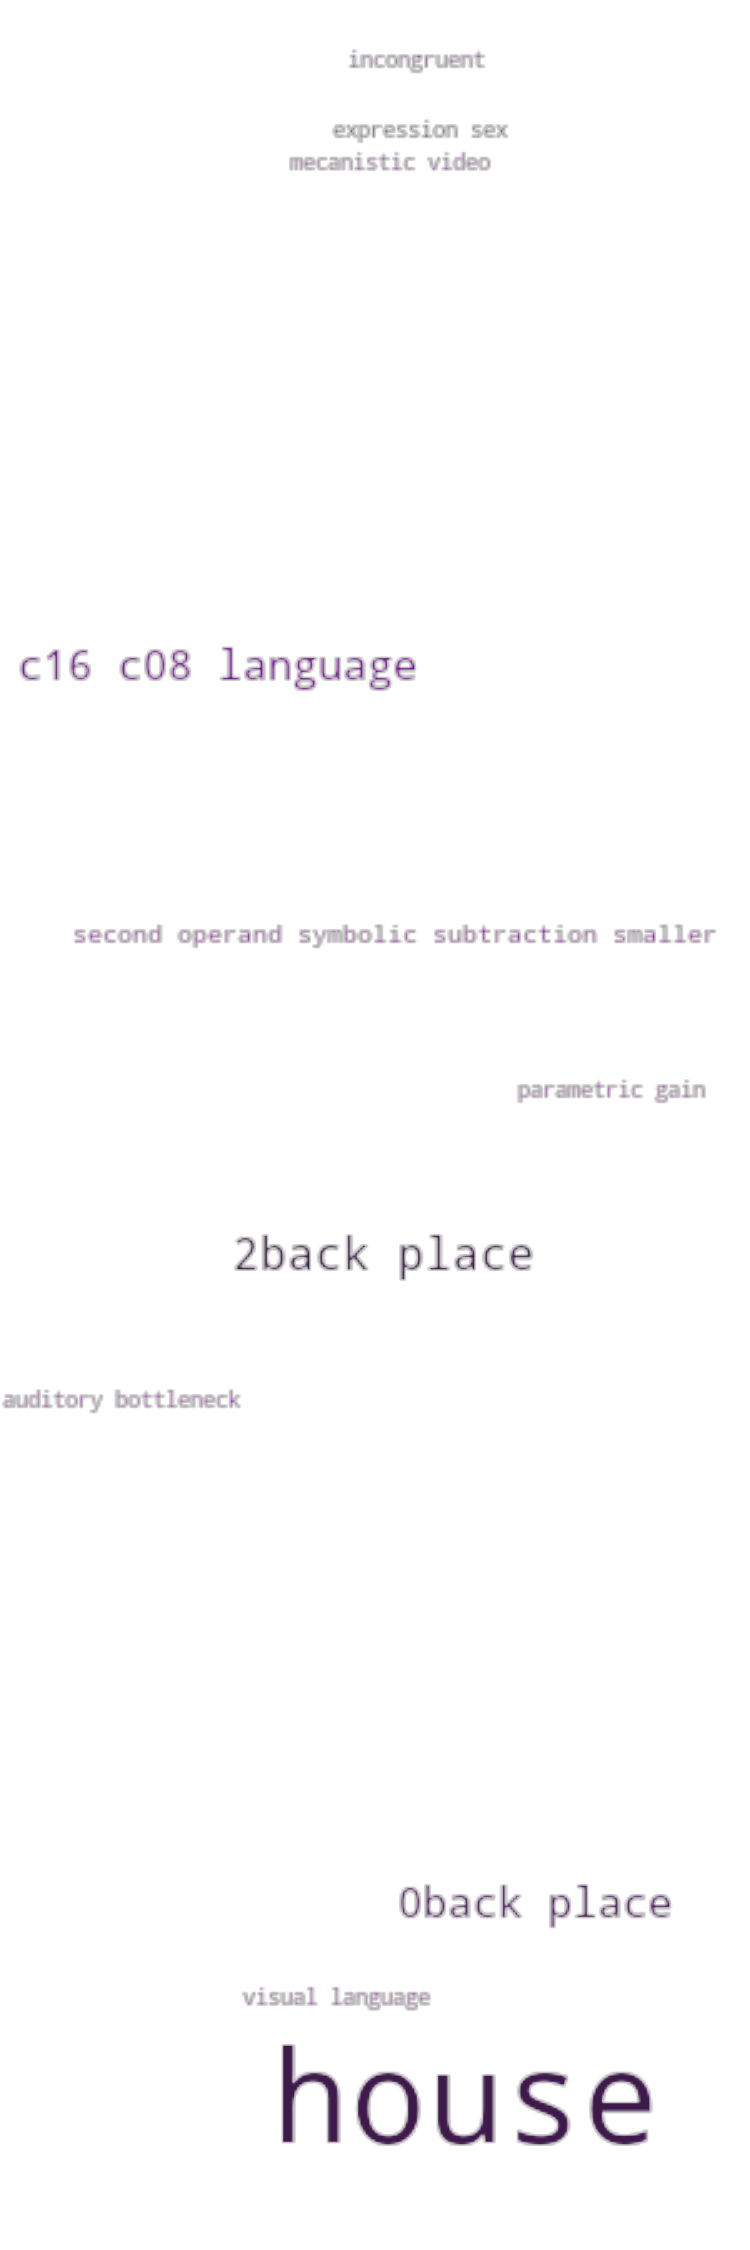 incongruent
expression sex
mecanistic video
c16 c08 language
second operand symbolic subtraction smaller
parametric gain
2back place
auditory bottleneck
0back place
visual language
house